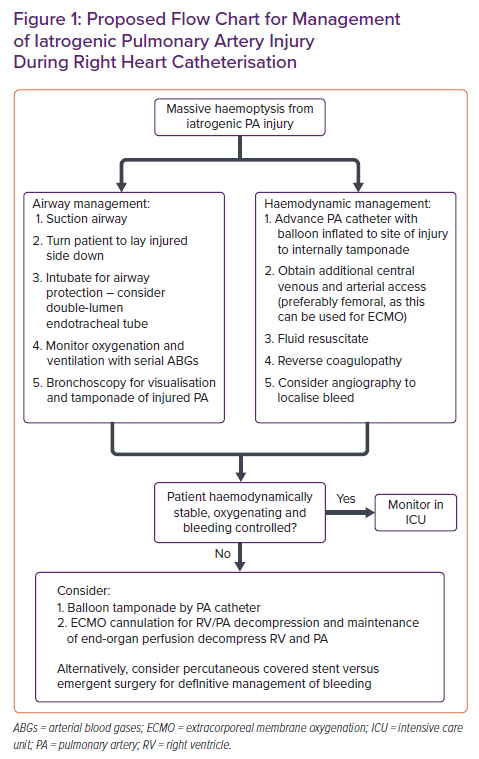 Figure 1: Proposed Flow Chart for Management
of Iatrogenic Pulmonary Artery Injury
During Right Heart Catheterisation
Massive haemoptysis from
iatrogenic PA injury
Airway management:
1. Suction airway
2. Turn patient to lay injured
side down
3. Intubate for airway
protection – consider
double-lumen
endotracheal tube
4. Monitor oxygenation and
ventilation with serial ABGs
5. Bronchoscopy for visualisation
and tamponade of injured PA
Haemodynamic management:
1. Advance PA catheter with
balloon inflated to site of injury
to internally tamponade
2. Obtain additional central
venous and arterial access
(preferably femoral, as this
can be used for ECMO)
3. Fluid resuscitate
4. Reverse coagulopathy
5. Consider angiography to
localise bleed
Patient haemodynamically
stable, oxygenating and
bleeding controlled?
Yes
Monitor in
ICU
No
Consider:
1. Balloon tamponade by PA catheter
2. ECMO cannulation for RV/PA decompression and maintenance
of end-organ perfusion decompress RV and PA
Alternatively, consider percutaneous covered stent versus
emergent surgery for definitive management of bleeding
ABGs = arterial blood gases; ECMO = extracorporeal membrane oxygenation; ICU = intensive care
unit; PA = pulmonary artery; RV = right ventricle.